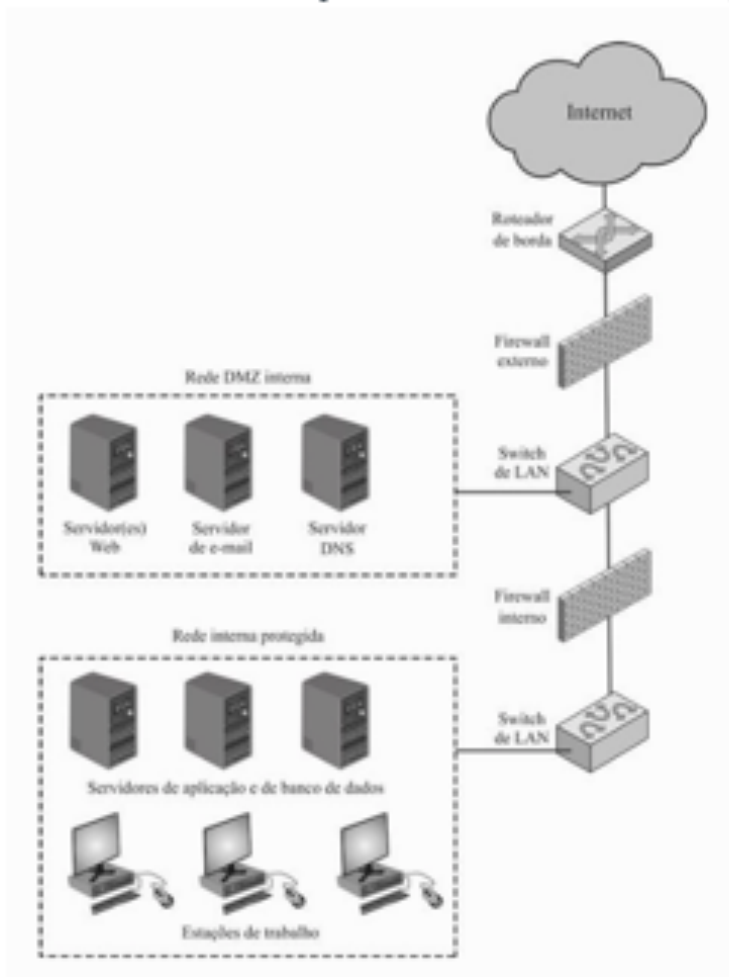 Internet
Roteador
de borda
Firewall
externo
Rede DMZ interna
Switch
de LAN
Servidor(es)
Web
Servidor
de e-mail
Servidor
DNS
Firewall
interno
Rede interna protegida
Switch
de LAN
Servidores de aplicação e de banco de dados
Estações de trabalho